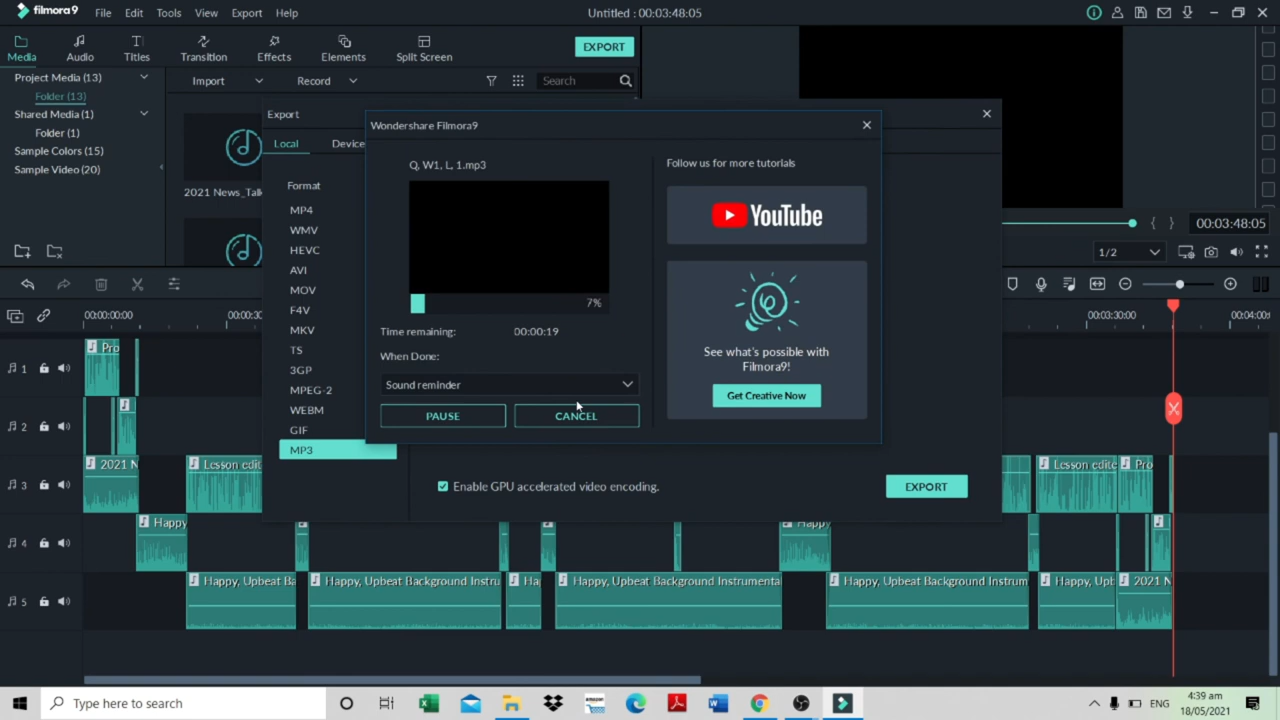 filmora9 File Edit Tools View Export Help Untitled : 00:03:48:05
Media Audio Titles Transition Effects Elements Split Screen EXPORT
Project Media (13)
Folder (13)
Shared Media (1)
Folder (1)
Sample Colors (15)
Sample Video (20)
Import Record Search
2021 News_Talk
Export
Local Device
Format
MP4
WMV
HEVC
AVI
MOV
F4V
MKV
TS
3GP
MPEG-2
WEBM
GIF
MP3
Wondershare Filmora9
Q, W1, L, 1.mp3
7%
Time remaining: 00:00:19
When Done:
Sound reminder
PAUSE CANCEL
Follow us for more tutorials
YouTube
See what's possible with
Filmora9!
Get Creative Now
Enable GPU accelerated video encoding.
EXPORT
00:03:48:05
1/2
00:00:00:00 00:00:30: 00:03:30:00 00:04:00:
1 Pro
2
3 2021 N Lesson edit Lesson edite Pro
4 Happy Happy
5 Happy, Upbeat Ba Happy, Upbeat Background Instru Ha Happy, Upbeat Background Instrumenta Happy, Upbeat Background Instrum Happy, Upb 2021 N
Type here to search
ENG
4:39 am
18/05/2021